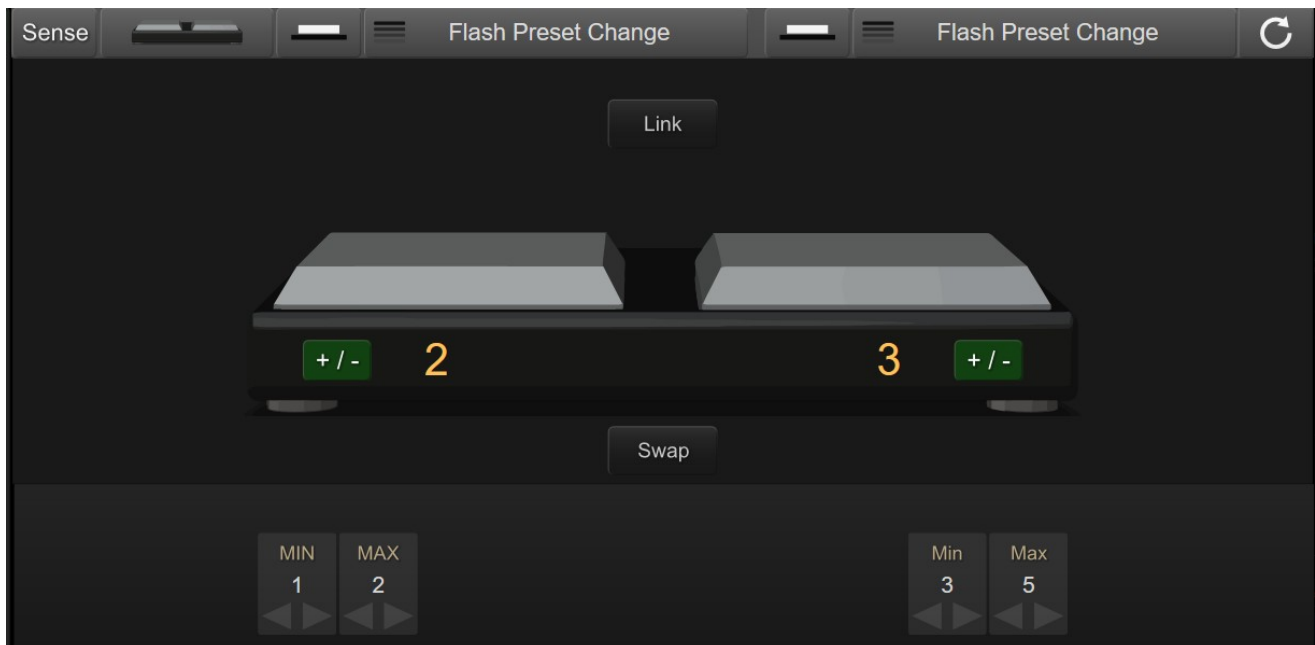 Sense Flash Preset Change Flash Preset Change
Link
+ / - 2 3 + / -
Swap
MIN MAX Min Max
1 2 3 5